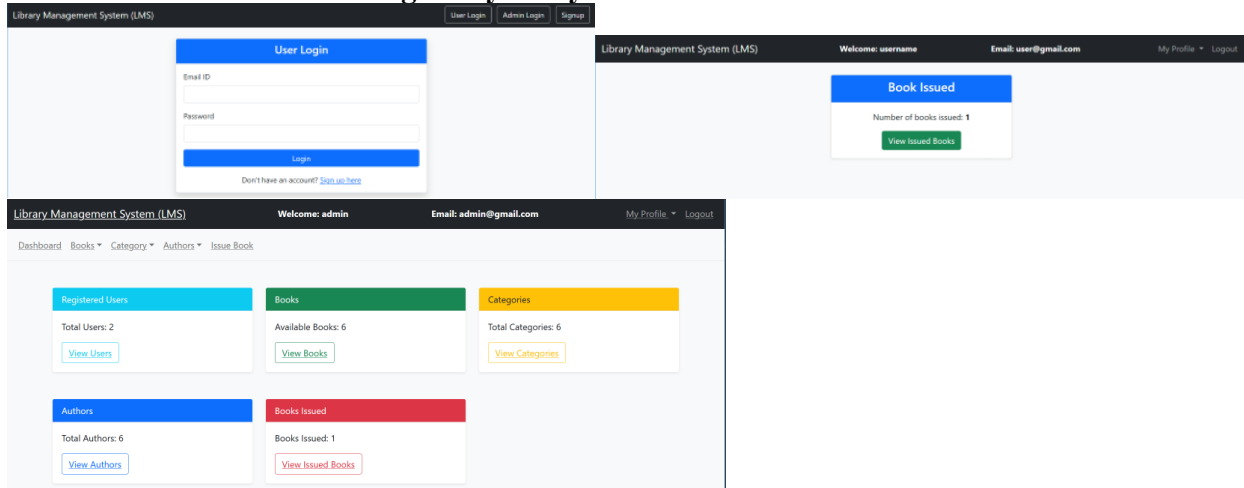 Library Management System (LMS) User Login Admin Login Signup
User Login
Email ID
Password
Login
Don't have an account? Sign up here
Library Management System (LMS) Welcome: username Email: user@gmail.com My Profile Logout
Book Issued
Number of books issued: 1
View Issued Books
Library Management System (LMS) Welcome: admin Email: admin@gmail.com My Profile Logout
Dashboard Books Category Authors Issue Book
Registered Users
Total Users: 2
View Users
Books
Available Books: 6
View Books
Categories
Total Categories: 6
View Categories
Authors
Total Authors: 6
View Authors
Books Issued
Books Issued: 1
View Issued Books